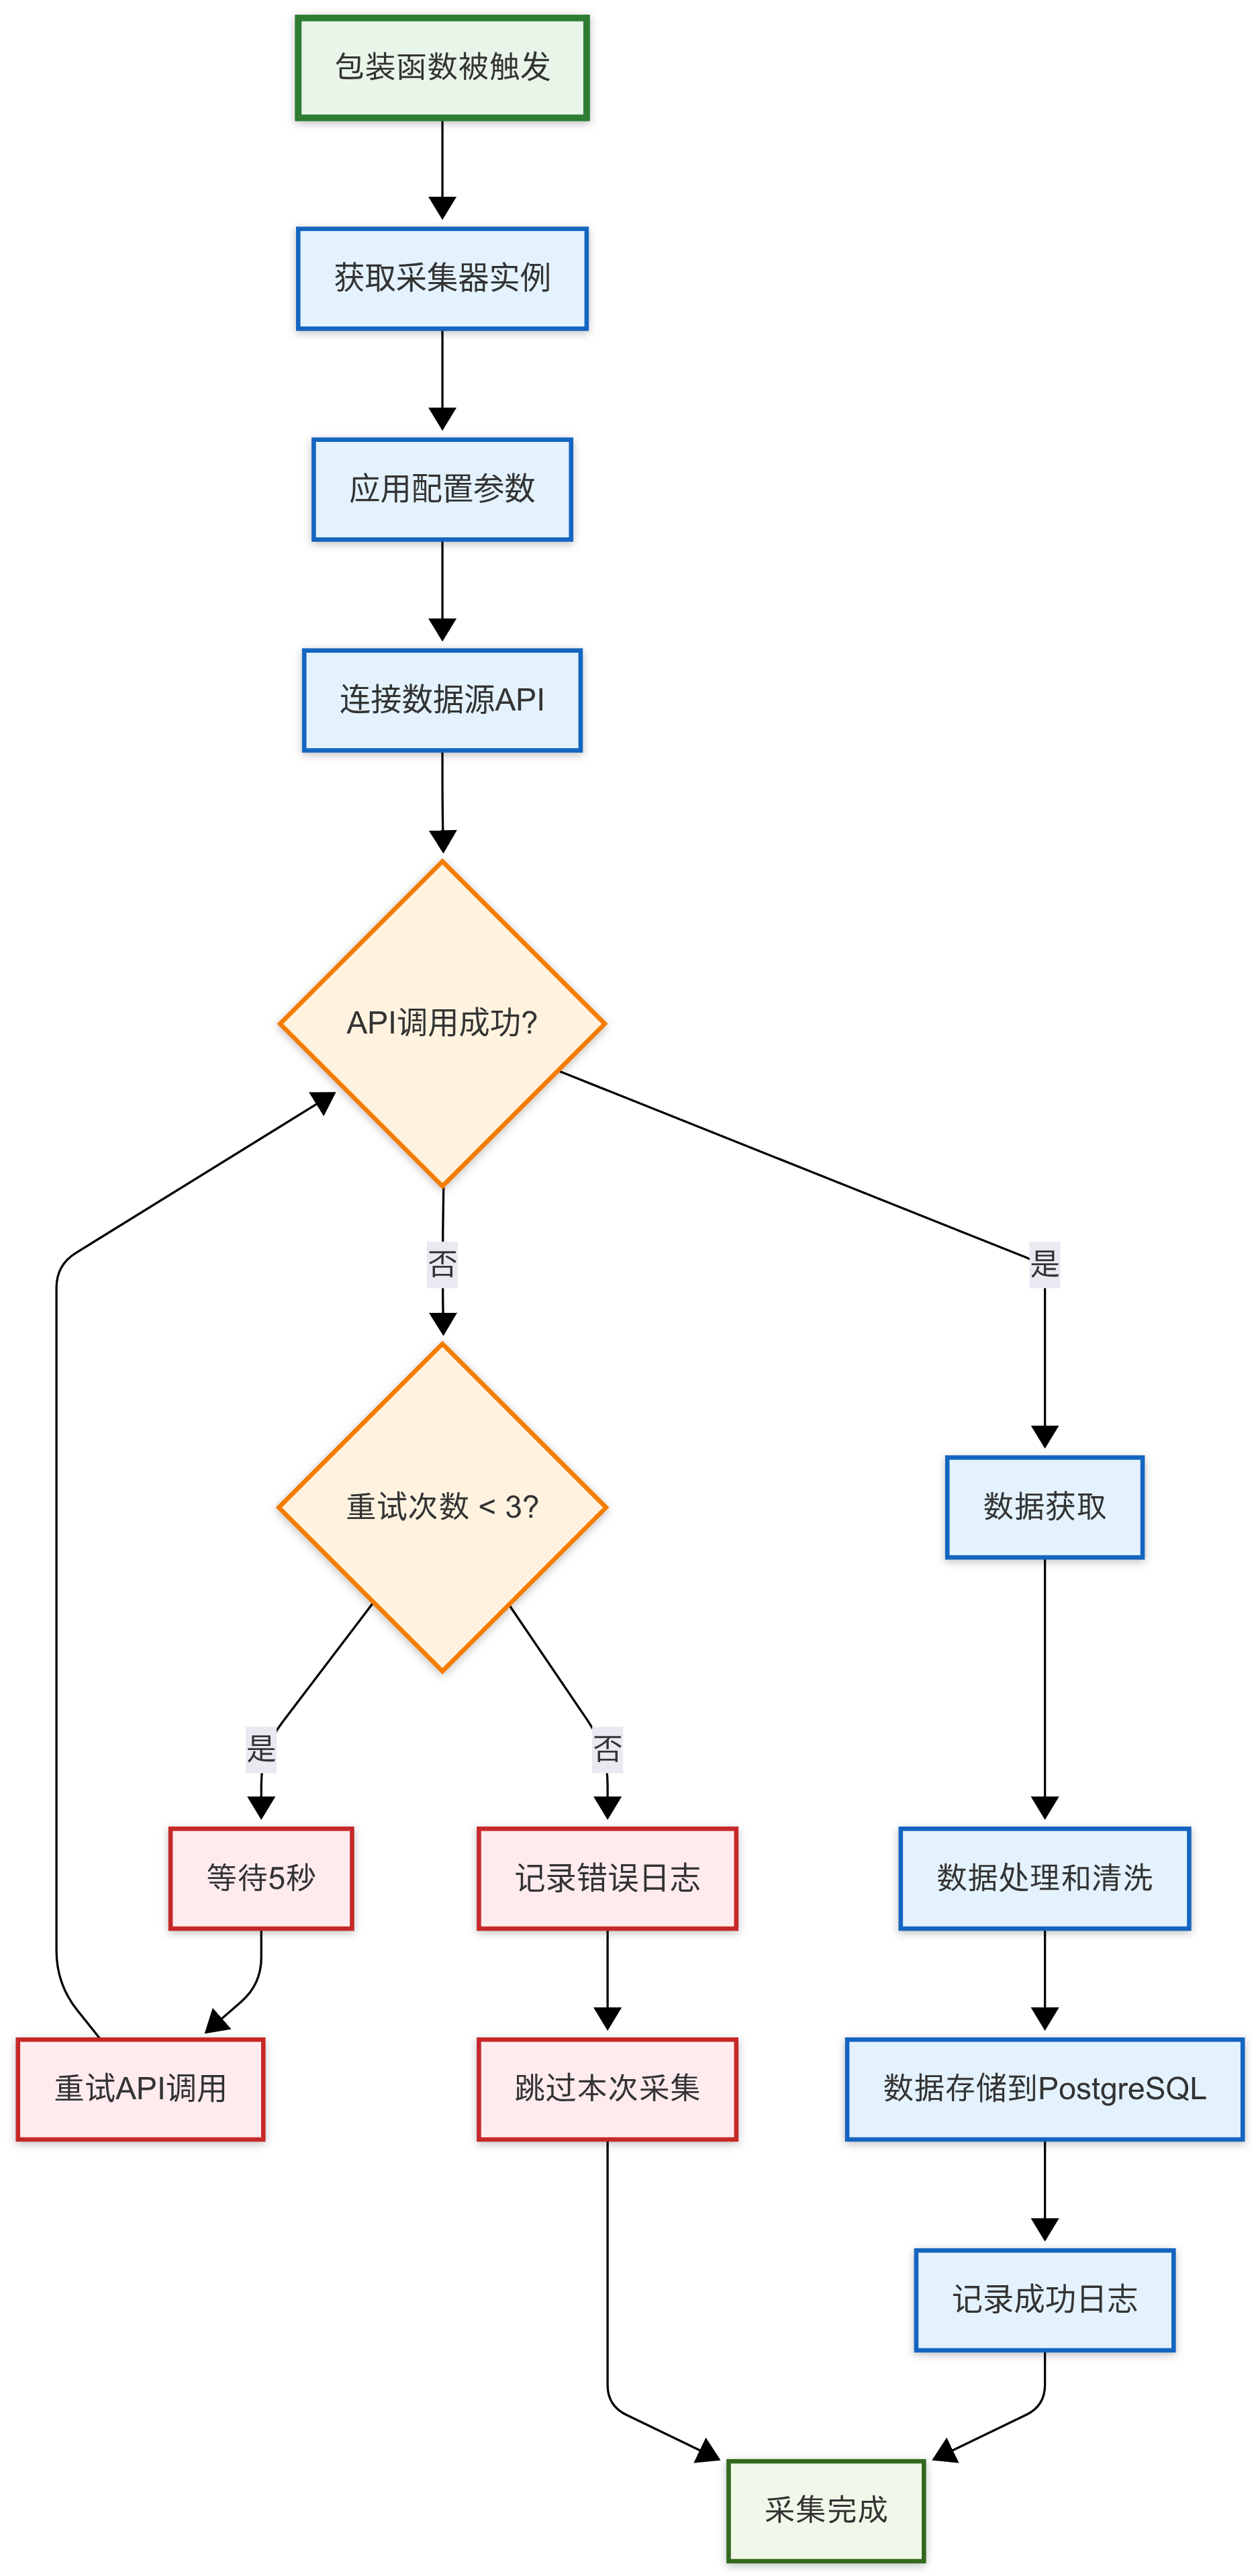 包装函数被触发
获取采集器实例
应用配置参数
连接数据源API
API调用成功?
否
是
重试次数 < 3?
数据获取
是
否
等待5秒
记录错误日志
数据处理和清洗
重试API调用
跳过本次采集
数据存储到PostgreSQL
记录成功日志
采集完成